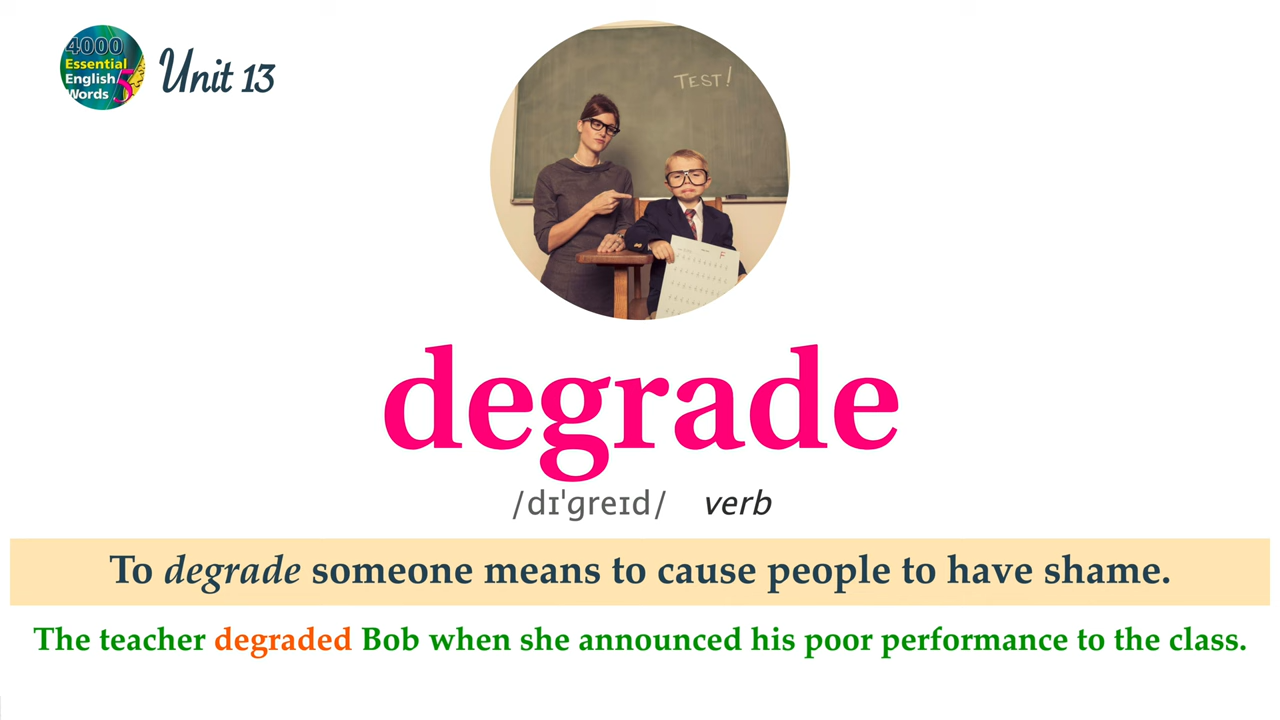 4000
Essential
English
Words 5
Unit 13
TEST!
F
degrade
/dɪˈgreɪd/ verb
To degrade someone means to cause people to have shame.
The teacher degraded Bob when she announced his poor performance to the class.